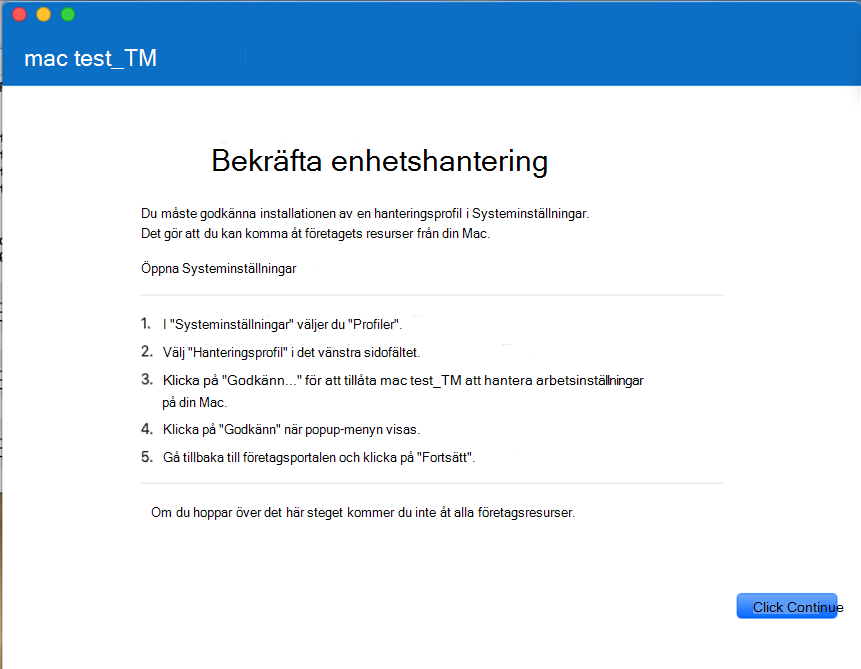 mac test_TM
Bekräfta enhetshantering
Du måste godkänna installationen av en hanteringsprofil i Systeminställningar.
Det gör att du kan komma åt företagets resurser från din Mac.
Öppna Systeminställningar
1. I "Systeminställningar" väljer du "Profiler".
2. Välj "Hanteringsprofil" i det vänstra sidofältet.
3. Klicka på "Godkänn..." för att tillåta mac test_TM att hantera arbetsinställningar
på din Mac.
4. Klicka på "Godkänn" när popup-menyn visas.
5. Gå tillbaka till företagsportalen och klicka på "Fortsätt".
Om du hoppar över det här steget kommer du inte åt alla företagsresurser.
Click Continue